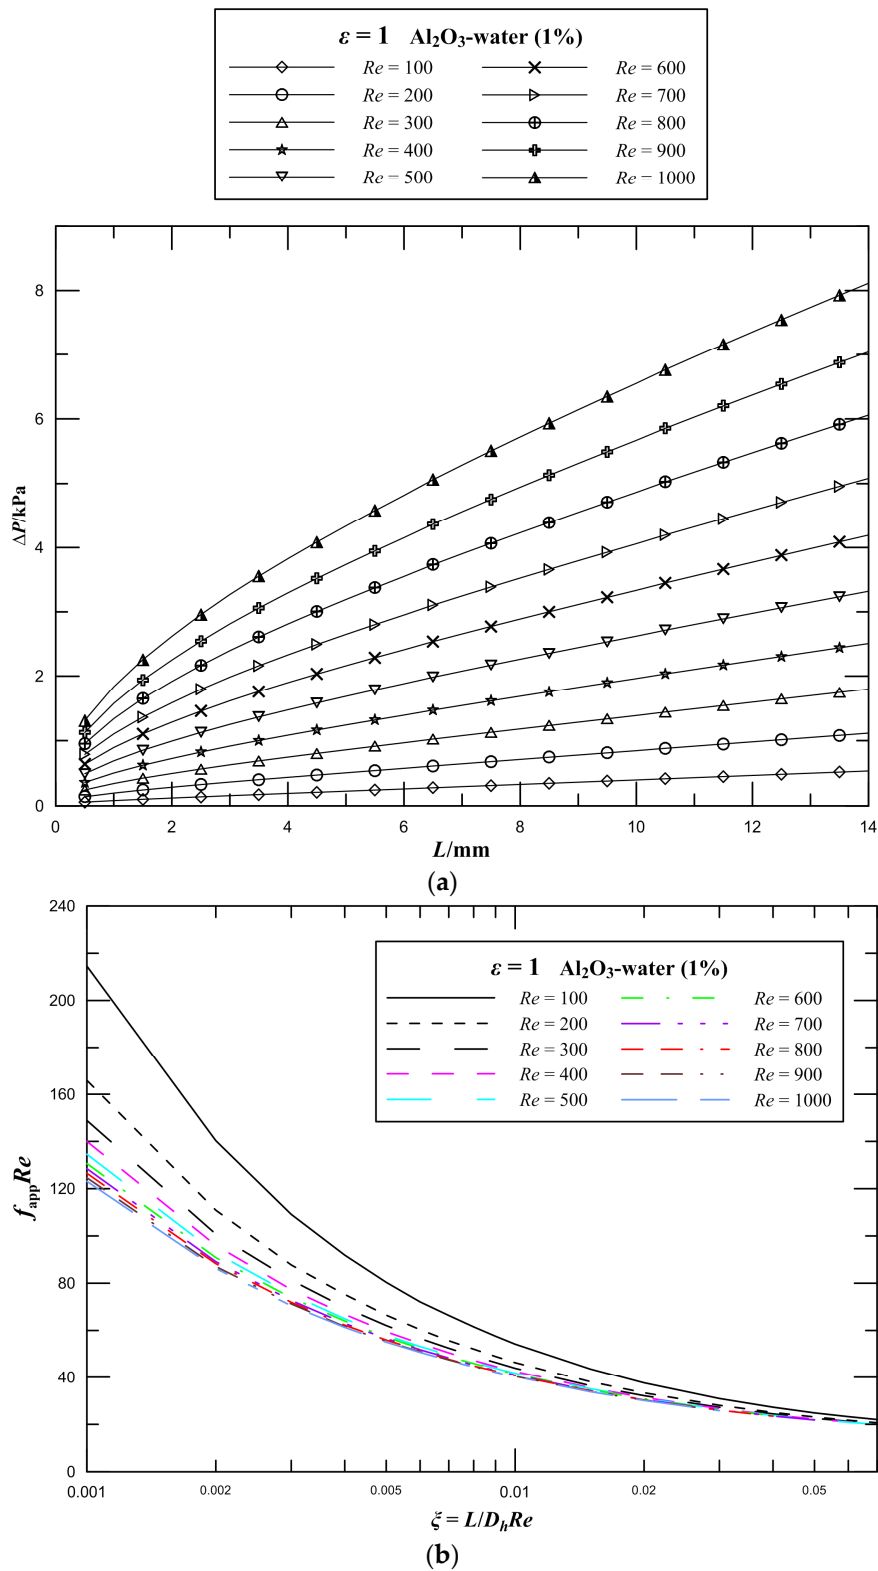 ε = 1 Al₂O₃-water (1%)
Re = 100 Re = 600
Re = 200 Re = 700
Re = 300 Re = 800
Re = 400 Re = 900
Re = 500 Re = 1000
8
6
4
2
0
ΔP/kPa
0 2 4 6 8 10 12 14
L/mm
(a)
240
200
160
120
80
40
0
fappRe
ε = 1 Al₂O₃-water (1%)
Re = 100 Re = 600
Re = 200 Re = 700
Re = 300 Re = 800
Re = 400 Re = 900
Re = 500 Re = 1000
0.001 0.002 0.005 0.01 0.02 0.05
ξ = L/DₕRe
(b)